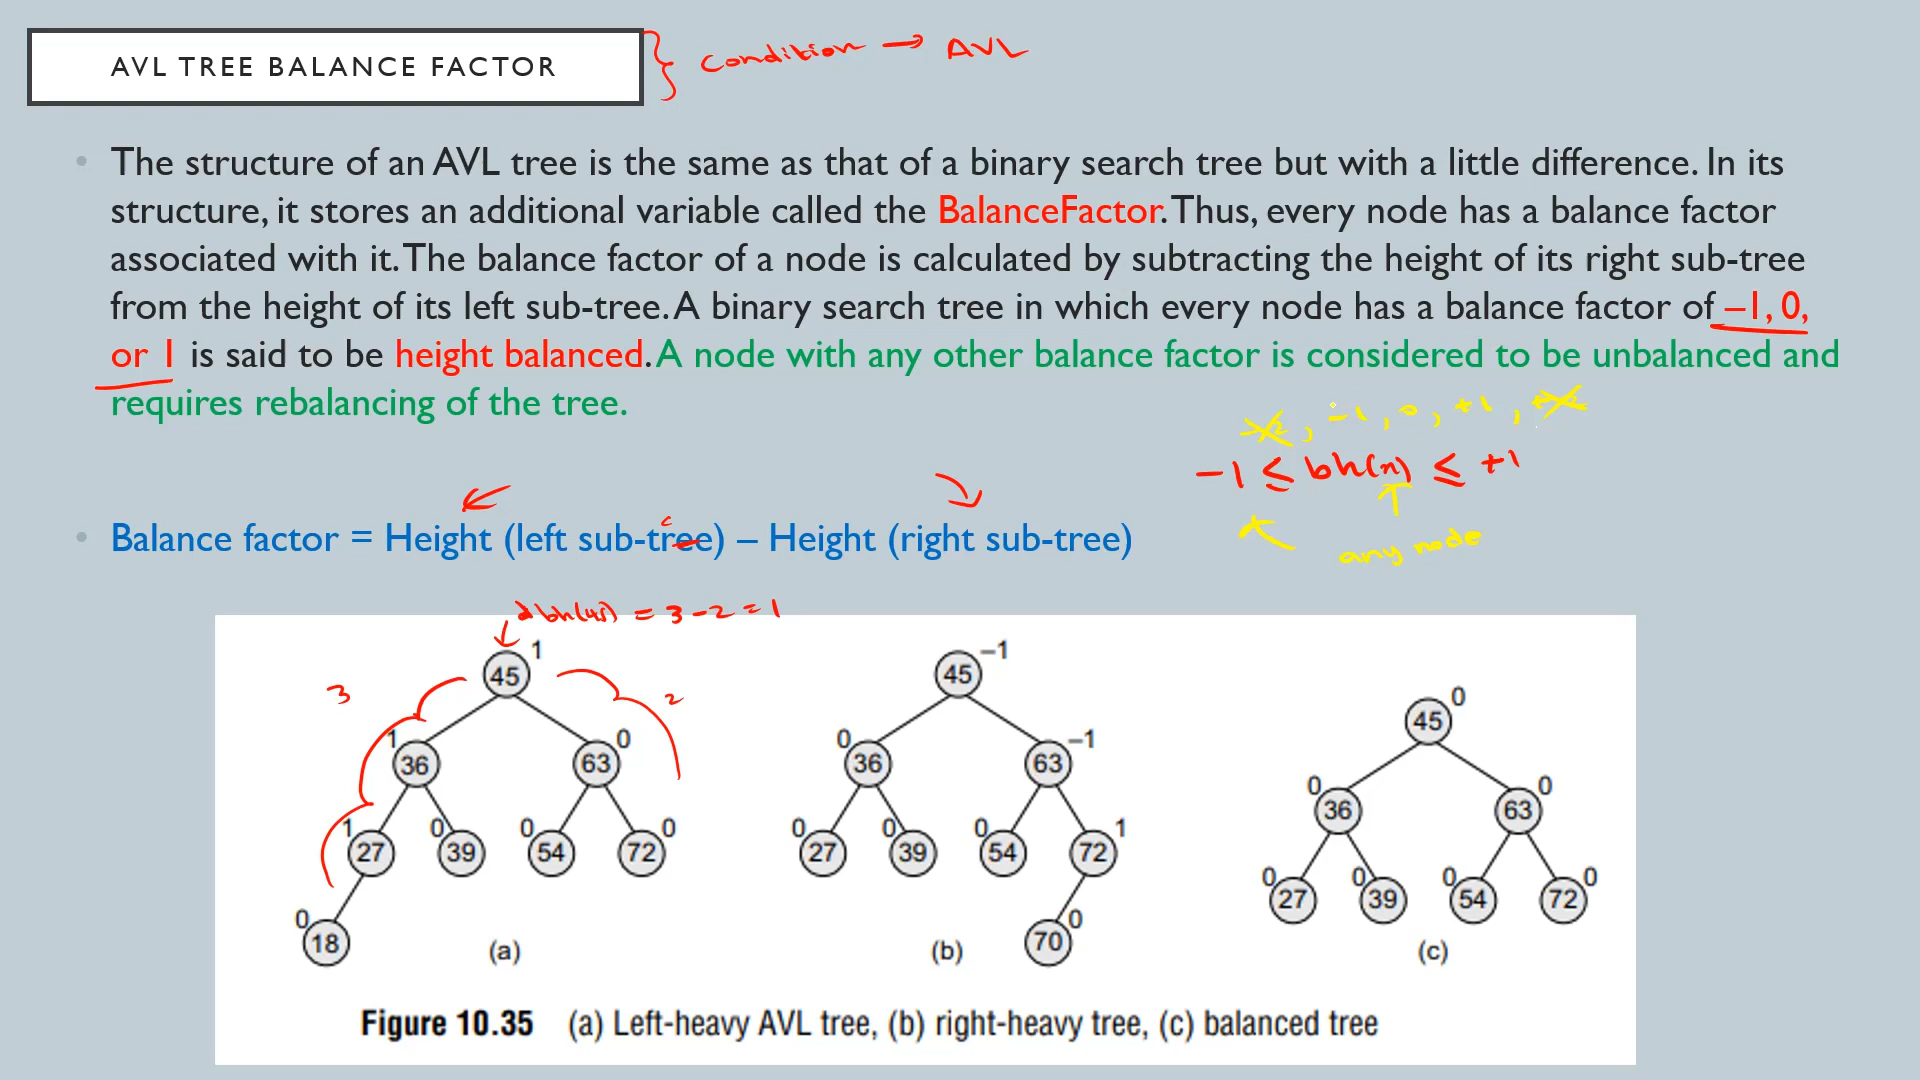 AVL TREE BALANCE FACTOR
Condition → AVL
• The structure of an AVL tree is the same as that of a binary search tree but with a little difference. In its
structure, it stores an additional variable called the BalanceFactor. Thus, every node has a balance factor
associated with it. The balance factor of a node is calculated by subtracting the height of its right sub-tree
from the height of its left sub-tree. A binary search tree in which every node has a balance factor of –1, 0,
or 1 is said to be height balanced. A node with any other balance factor is considered to be unbalanced and
requires rebalancing of the tree.
, -1, 0, +1,
-1 ≤ bh(n) ≤ +1
• Balance factor = Height (left sub-tree) – Height (right sub-tree)
any node
bh(45) = 3 - 2 = 1
1 –1
45 45
3 2
0
45
1 0 0 –1
36 63 36 63
0 0
36 63
1 0 0 0 0 0 0 1
27 39 54 72 27 39 54 72
0 0 0 0
27 39 54 72
0 0
18 70
(a) (b) (c)
Figure 10.35 (a) Left-heavy AVL tree, (b) right-heavy tree, (c) balanced tree